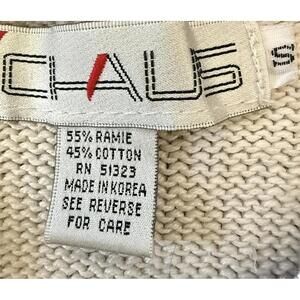 CHAUS
S
55% RAMIE
45% COTTON
RN 51323
MADE IN KOREA
SEE REVERSE
FOR CARE